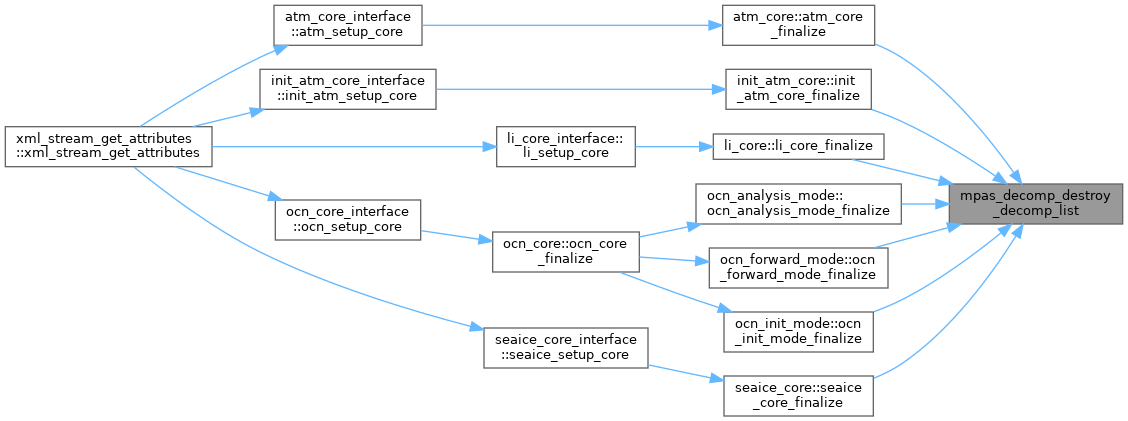 atm_core_interface
::atm_setup_core
atm_core::atm_core
_finalize
init_atm_core_interface
::init_atm_setup_core
init_atm_core::init
_atm_core_finalize
xml_stream_get_attributes
::xml_stream_get_attributes
li_core_interface::
li_setup_core
li_core::li_core_finalize
mpas_decomp_destroy
_decomp_list
ocn_analysis_mode::
ocn_analysis_mode_finalize
ocn_core_interface
::ocn_setup_core
ocn_core::ocn_core
_finalize
ocn_forward_mode::ocn
_forward_mode_finalize
ocn_init_mode::ocn
_init_mode_finalize
seaice_core_interface
::seaice_setup_core
seaice_core::seaice
_core_finalize